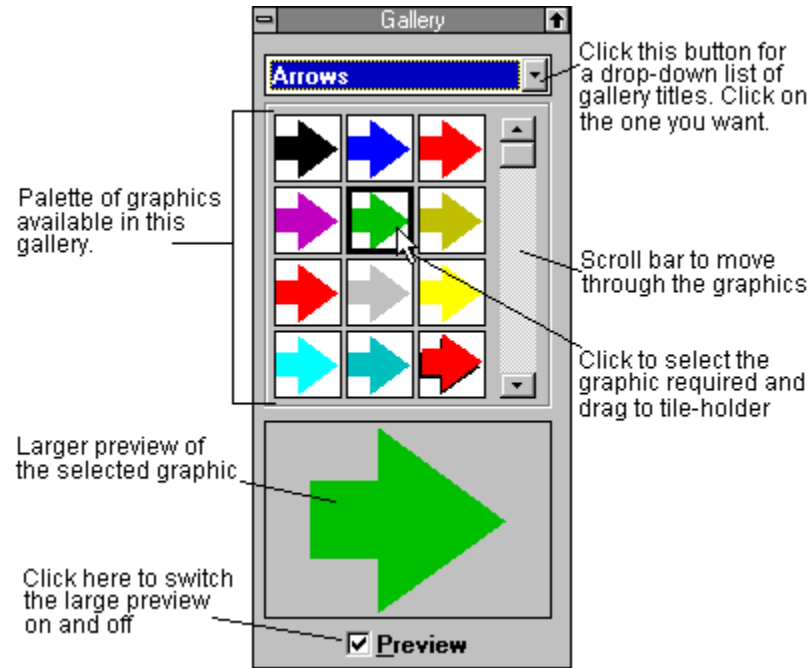 Gallery
Arrows
Click this button for
a drop-down list of
gallery titles. Click on
the one you want.
Palette of graphics
available in this
gallery.
Scroll bar to move
through the graphics
Click to select the
graphic required and
drag to tile-holder
Larger preview of
the selected graphic
Click here to switch
the large preview
on and off
Preview